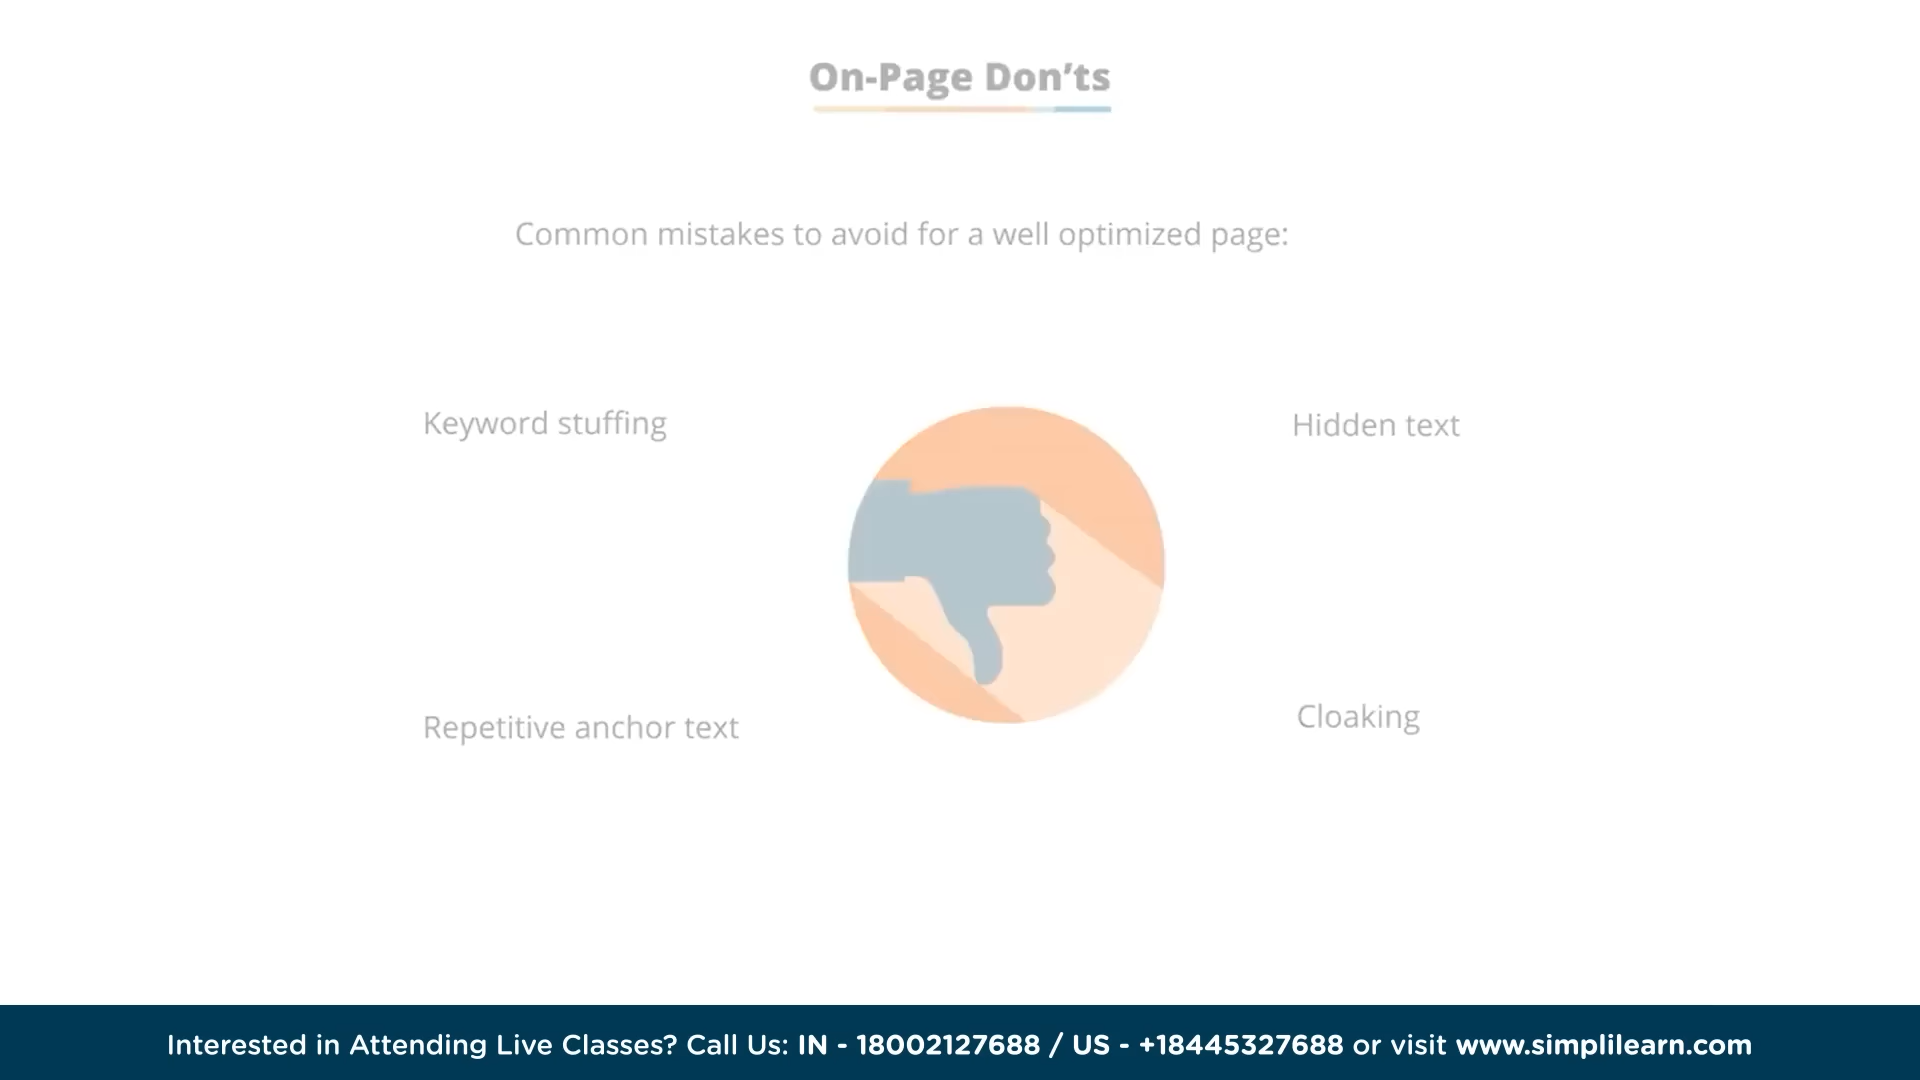 On-Page Don’ts
Common mistakes to avoid for a well optimized page:
Keyword stuffing
Hidden text
Repetitive anchor text
Cloaking
Interested in Attending Live Classes? Call Us: IN - 18002127688 / US - +18445327688 or visit www.simplilearn.com